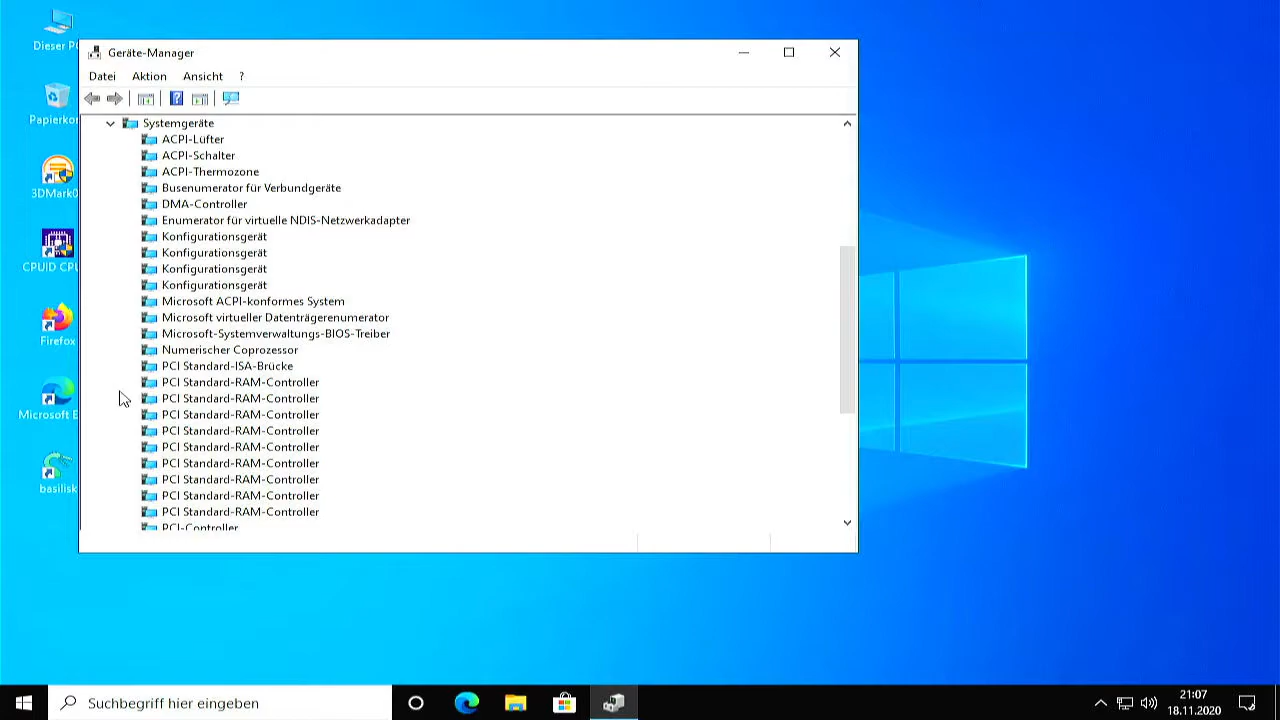 Dieser PC
Papierkor
3DMark0
CPUID CPU
Firefox
Microsoft E
basilisk
Geräte-Manager
Datei Aktion Ansicht ?
Systemgeräte
ACPI-Lüfter
ACPI-Schalter
ACPI-Thermozone
Busenumerator für Verbundgeräte
DMA-Controller
Enumerator für virtuelle NDIS-Netzwerkadapter
Konfigurationsgerät
Konfigurationsgerät
Konfigurationsgerät
Konfigurationsgerät
Microsoft ACPI-konformes System
Microsoft virtueller Datenträgerenumerator
Microsoft-Systemverwaltungs-BIOS-Treiber
Numerischer Coprozessor
PCI Standard-ISA-Brücke
PCI Standard-RAM-Controller
PCI Standard-RAM-Controller
PCI Standard-RAM-Controller
PCI Standard-RAM-Controller
PCI Standard-RAM-Controller
PCI Standard-RAM-Controller
PCI Standard-RAM-Controller
PCI Standard-RAM-Controller
PCI Standard-RAM-Controller
PCI-Controller
Suchbegriff hier eingeben
21:07
18.11.2020